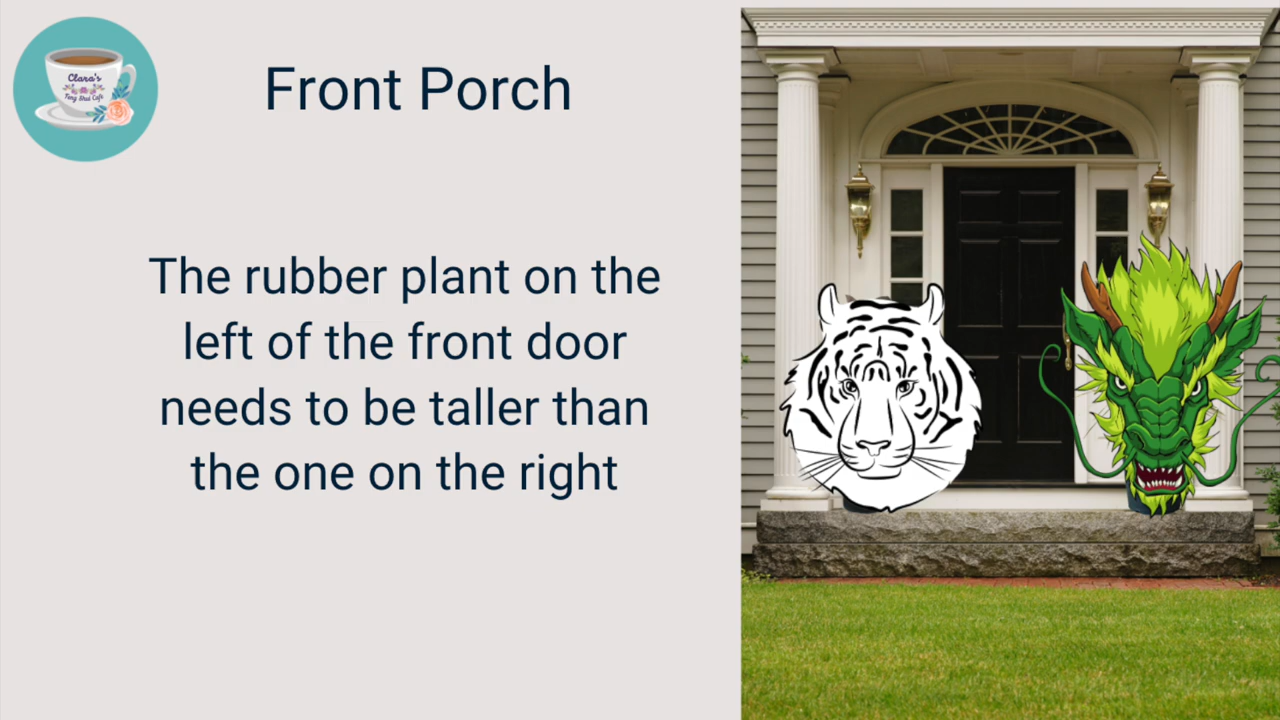 Clara's
Feng Shui Cafe
Front Porch
The rubber plant on the
left of the front door
needs to be taller than
the one on the right